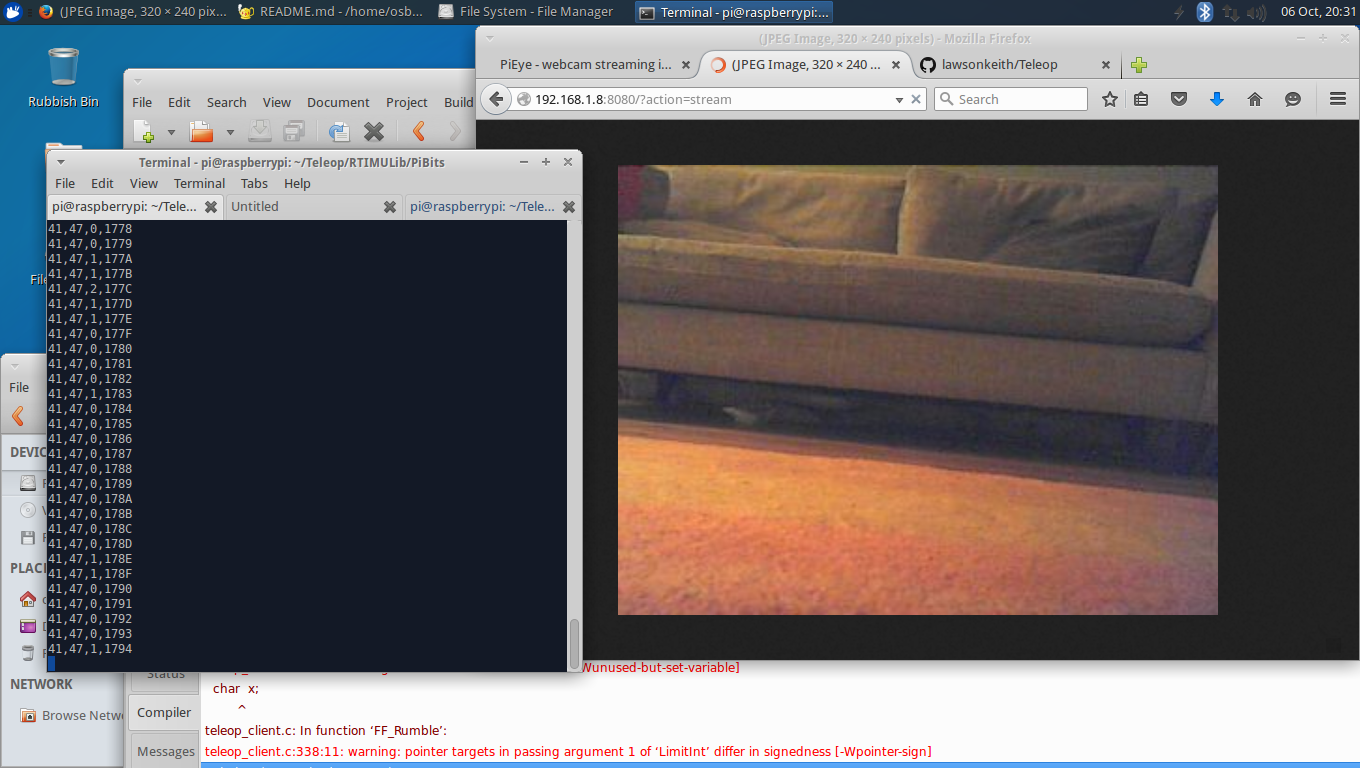 (JPEG Image, 320 × 240 pix...
README.md - /home/osb...
File System - File Manager
Terminal - pi@raspberrypi:...
06 Oct, 20:31
Rubbish Bin
(JPEG Image, 320 × 240 pixels) - Mozilla Firefox
PiEye - webcam streaming i...
(JPEG Image, 320 × 240 ...
lawsonkeith/Teleop
192.168.1.8:8080/?action=stream
Search
File Edit Search View Document Project Build
Terminal - pi@raspberrypi: ~/Teleop/RTIMULib/PiBits
File Edit View Terminal Tabs Help
pi@raspberrypi: ~/Tele...
Untitled
pi@raspberrypi: ~/Tele...
41,47,0,1778
41,47,0,1779
41,47,1,177A
41,47,1,177B
41,47,2,177C
41,47,1,177D
41,47,1,177E
41,47,0,177F
41,47,0,1780
41,47,0,1781
41,47,0,1782
41,47,1,1783
41,47,0,1784
41,47,0,1785
41,47,0,1786
41,47,0,1787
41,47,0,1788
41,47,0,1789
41,47,0,178A
41,47,0,178B
41,47,0,178C
41,47,0,178D
41,47,1,178E
41,47,1,178F
41,47,0,1790
41,47,0,1791
41,47,0,1792
41,47,0,1793
41,47,1,1794
File
DEVIC
PLAC
NETWORK
Browse Netw
Status
Compiler
Messages
Wunused-but-set-variable]
char x;
^
teleop_client.c: In function ‘FF_Rumble’:
teleop_client.c:338:11: warning: pointer targets in passing argument 1 of ‘LimitInt’ differ in signedness [-Wpointer-sign]